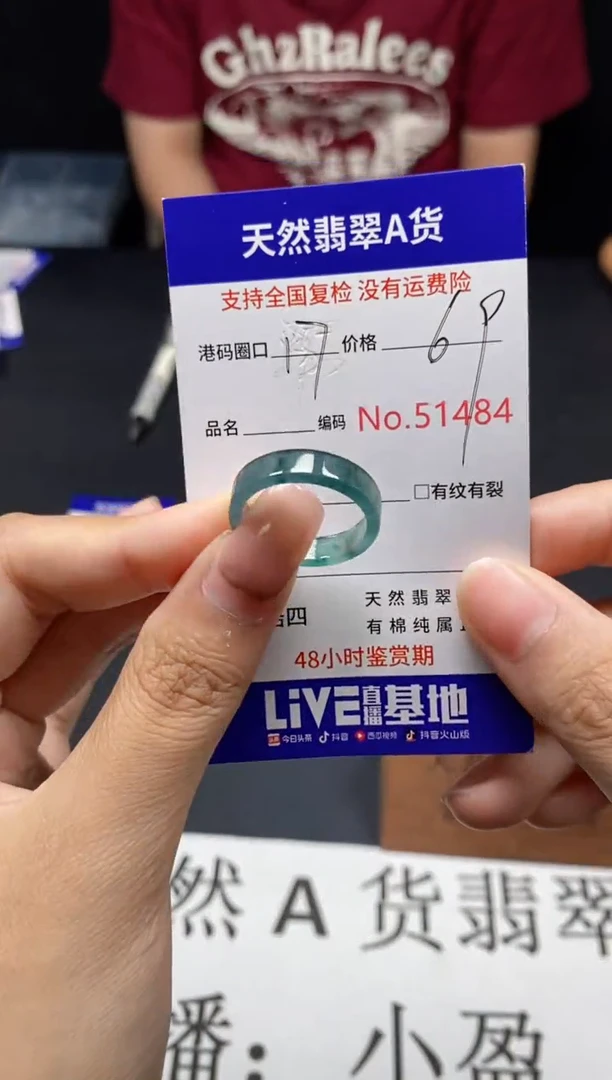 Gh2Ralees
天然翡翠A货
支持全国复检 没有运费险
港码圈口 17 价格 69
品名 编码 No.51484
□有纹有裂
四 天然翡翠
有棉纯属
48小时鉴赏期
LiVE直播基地
今日头条 抖音 西瓜视频 抖音火山版
然 A 货翡翠
播: 小盈